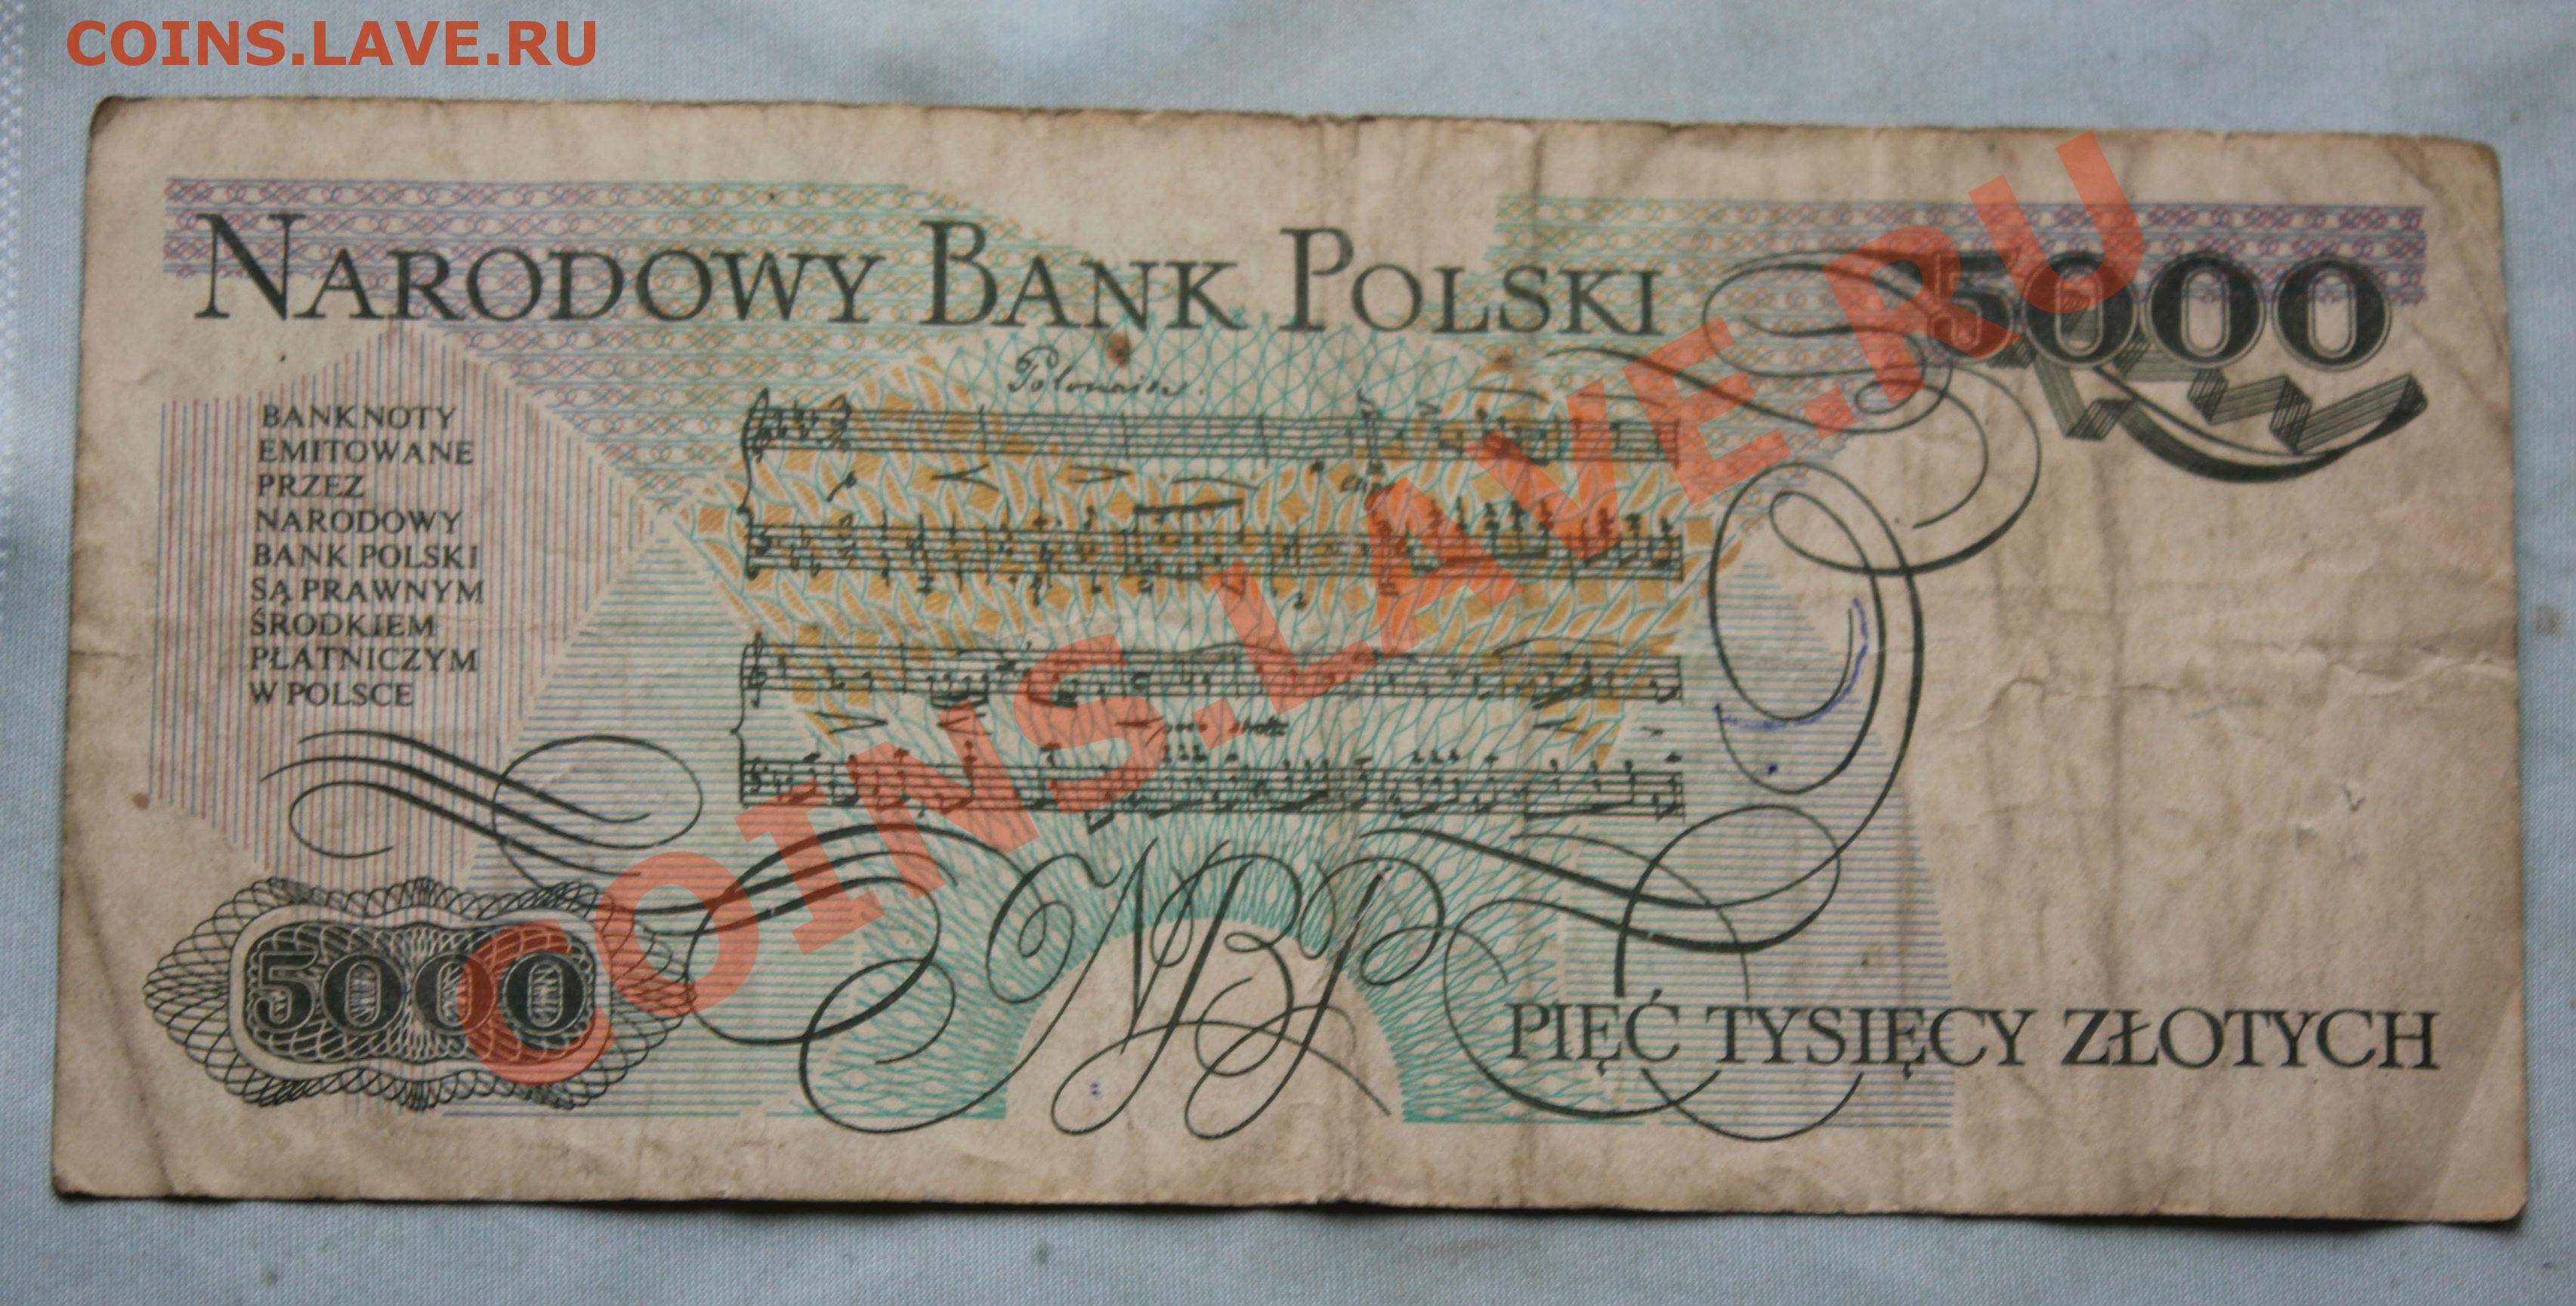 COINS.LAVE.RU
NARODOWY BANK POLSKI
5000
Polonaise.
BANKNOTY
EMITOWANE
PRZEZ
NARODOWY
BANK POLSKI
SĄ PRAWNYM
ŚRODKIEM
PŁATNICZYM
W POLSCE
COINS.LAVE.RU
NBP
5000
PIĘĆ TYSIĘCY ZŁOTYCH